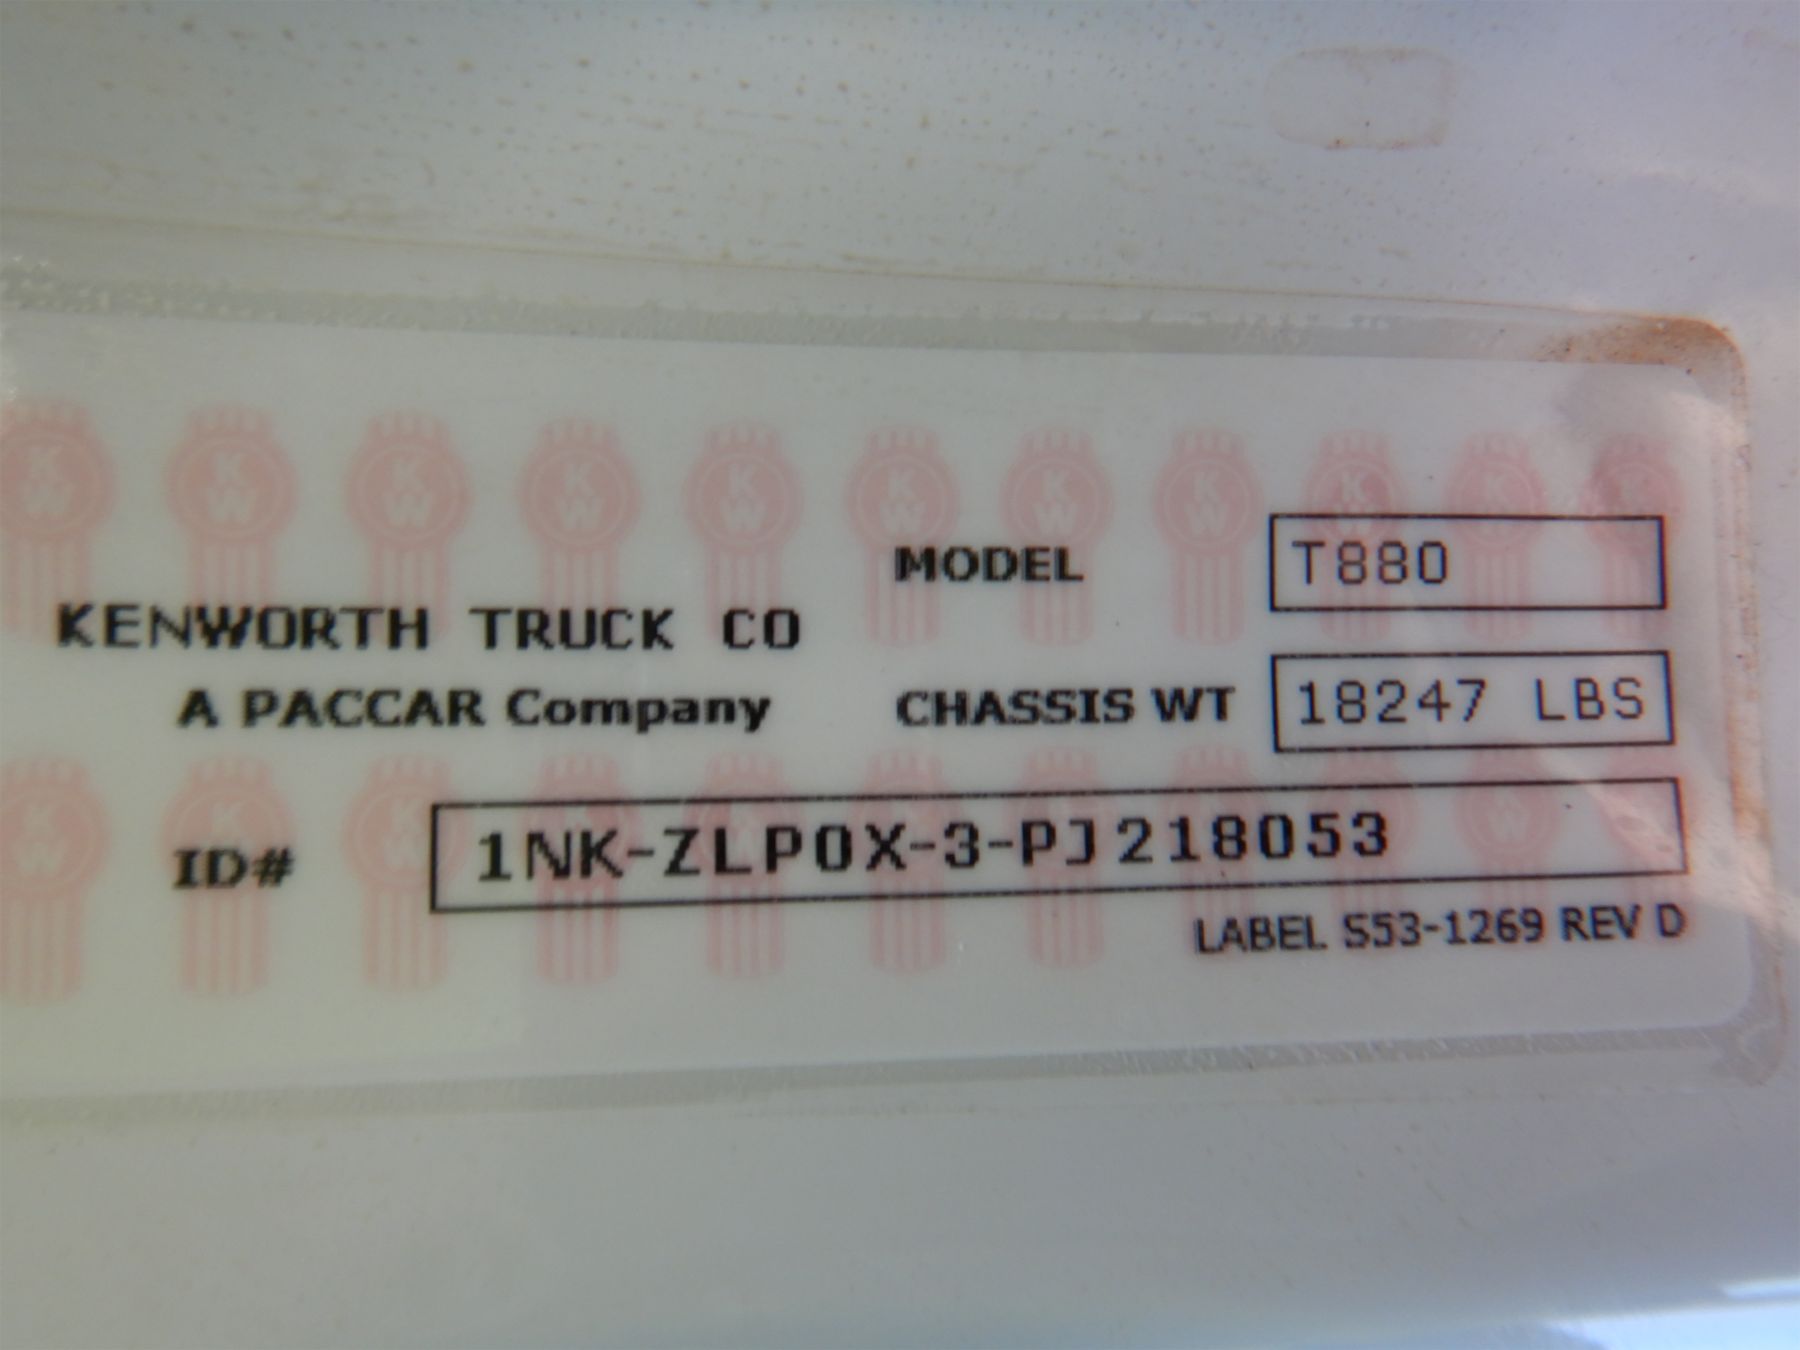 MODEL T880
KENWORTH TRUCK CO
A PACCAR Company
CHASSIS WT 18247 LBS
ID# 1NK-ZLP0X-3-PJ218053
LABEL S53-1269 REV D